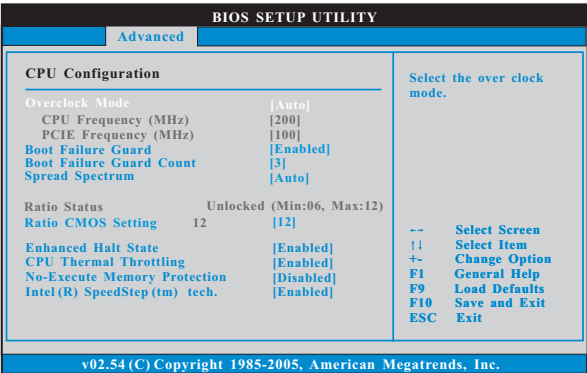 BIOS SETUP UTILITY
Advanced
CPU Configuration
Overclock Mode [Auto]
CPU Frequency (MHz) [200]
PCIE Frequency (MHz) [100]
Boot Failure Guard [Enabled]
Boot Failure Guard Count [3]
Spread Spectrum [Auto]
Ratio Status Unlocked (Min:06, Max:12)
Ratio CMOS Setting 12 [12]
Enhanced Halt State [Enabled]
CPU Thermal Throttling [Enabled]
No-Execute Memory Protection [Disabled]
Intel(R) SpeedStep(tm) tech. [Enabled]
Select the over clock
mode.
←→ Select Screen
↑↓ Select Item
+- Change Option
F1 General Help
F9 Load Defaults
F10 Save and Exit
ESC Exit
v02.54 (C) Copyright 1985-2005, American Megatrends, Inc.